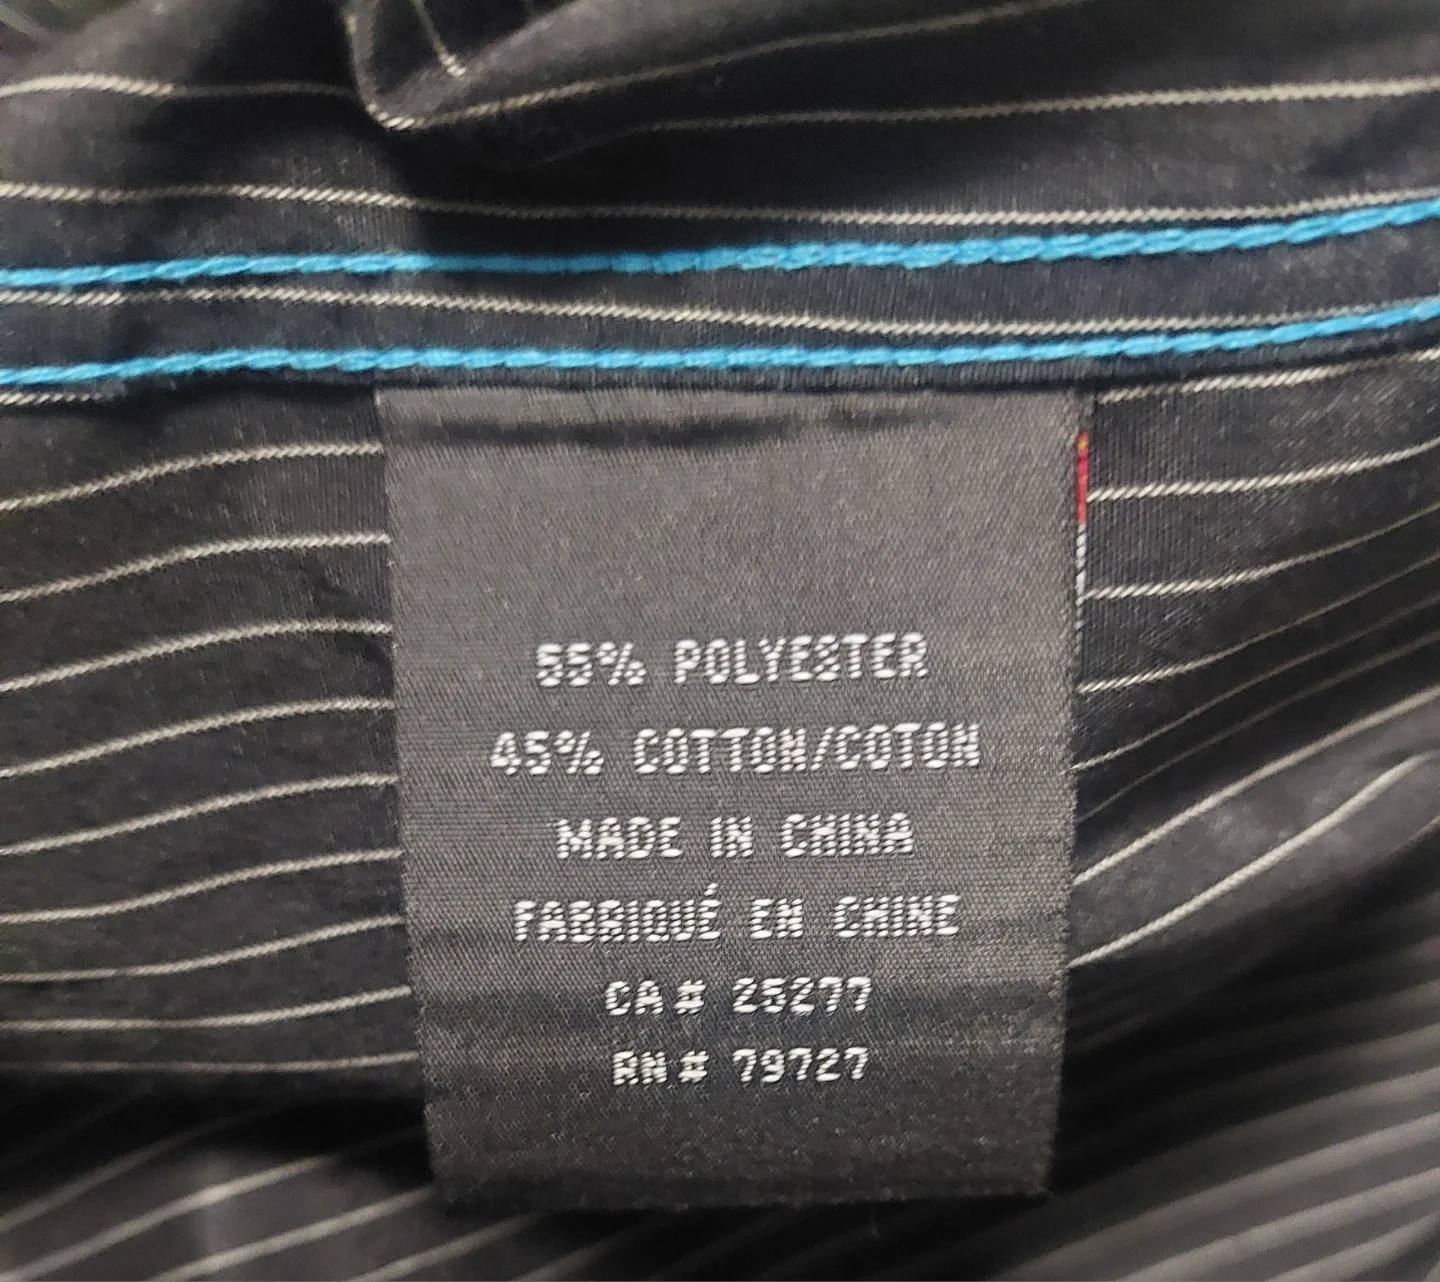 55% POLYESTER
45% COTTON/COTON
MADE IN CHINA
FABRIQUÉ EN CHINE
CA# 25277
RN# 79727